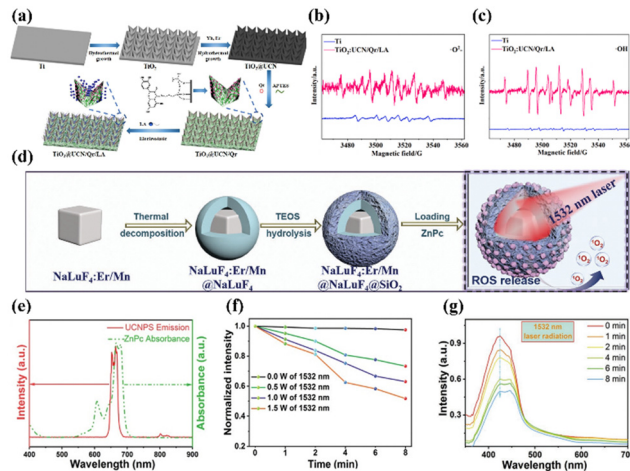 (a)
Hydrothermal
growth
Yb, Er
Hydrothermal
growth
Ti
TiO₂
TiO₂@UCN
Qr
APTES
LA
Electrostatic
TiO₂@UCN/Qr/LA
TiO₂@UCN/Qr
(b)
Ti
TiO₂:UCN/Qr/LA
·O²⁻
Intensity/a.u.
3480 3500 3520 3540 3560
Magnetic field/G
(c)
Ti
TiO₂:UCN/Qr/LA
·OH
Intensity/a.u.
3480 3500 3520 3540 356
Magnetic field/G
(d)
Thermal
decomposition
TEOS
hydrolysis
Loading
ZnPc
NaLuF₄:Er/Mn
NaLuF₄:Er/Mn
@NaLuF₄
NaLuF₄:Er/Mn
@NaLuF₄@SiO₂
1532 nm laser
ROS release
¹O₂
¹O₂
¹O₂
(e)
UCNPS Emission
ZnPc Absorbance
Intensity (a.u.)
Absorbance (a.u.)
400 500 600 700 800 900
Wavelength (nm)
(f)
Normalized intensity
1.0
0.9
0.8
0.7
0.6
0.5
0.4
0.0 W of 1532 nm
0.5 W of 1532 nm
1.0 W of 1532 nm
1.5 W of 1532 nm
0 1 2 4 6 8
Time (min)
(g)
1532 nm
laser radiation
0 min
1 min
2 min
4 min
6 min
8 min
0.9
0.6
0.3
400 500 600 70
Wavelength (nm)